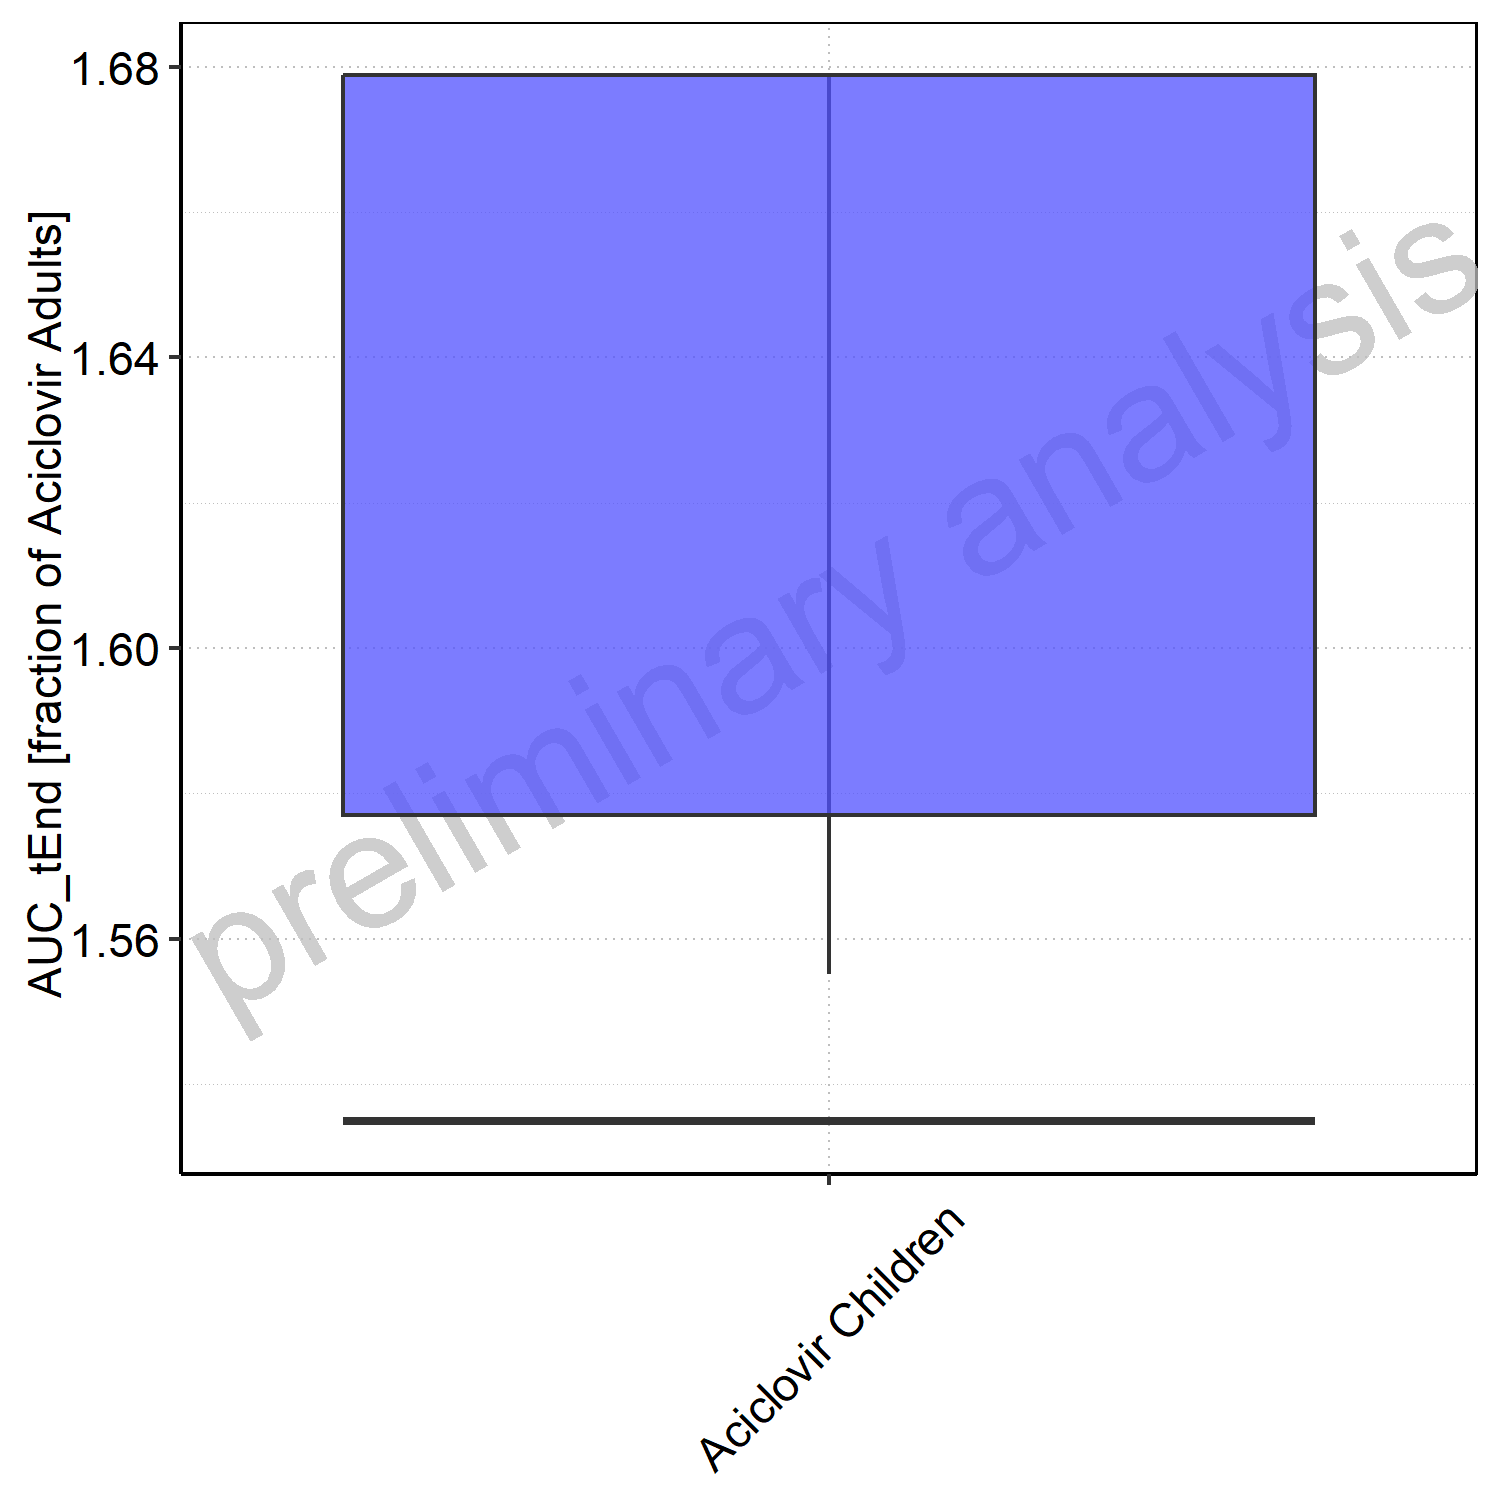 AUC_tEnd [fraction of Aciclovir Adults]
1.68
1.64
1.60
1.56
preliminary analysis
Aciclovir Children